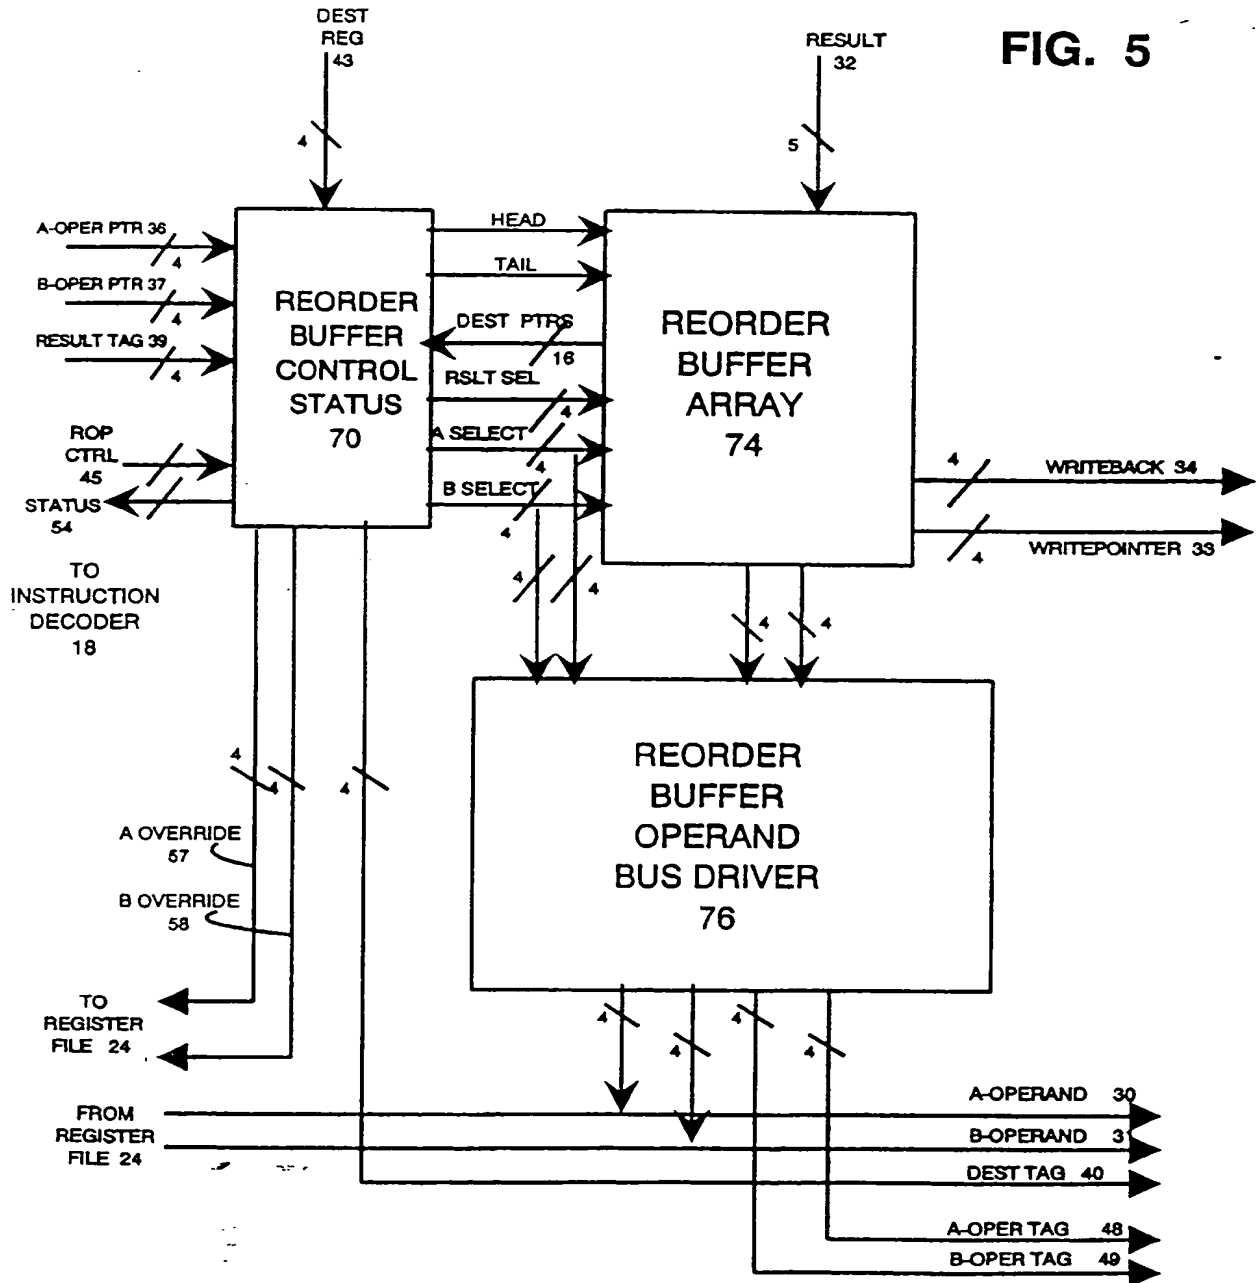 FIG. 5
DEST
REG
43
RESULT
32
4
5
A-OPER PTR 36
4
B-OPER PTR 37
4
RESULT TAG 39
4
ROP
CTRL
45
STATUS
54
TO
INSTRUCTION
DECODER
18
REORDER
BUFFER
CONTROL
STATUS
70
HEAD
TAIL
DEST PTRS
16
RSLT SEL
4
A SELECT
4
B SELECT
4
REORDER
BUFFER
ARRAY
74
4
WRITEBACK 34
4
WRITEPOINTER 33
4
4
4
4
REORDER
BUFFER
OPERAND
BUS DRIVER
76
4
4
4
A OVERRIDE
57
B OVERRIDE
58
TO
REGISTER
FILE 24
4
4
4
4
FROM
REGISTER
FILE 24
A-OPERAND 30
B-OPERAND 3
DEST TAG 40
A-OPER TAG 48
B-OPER TAG 49